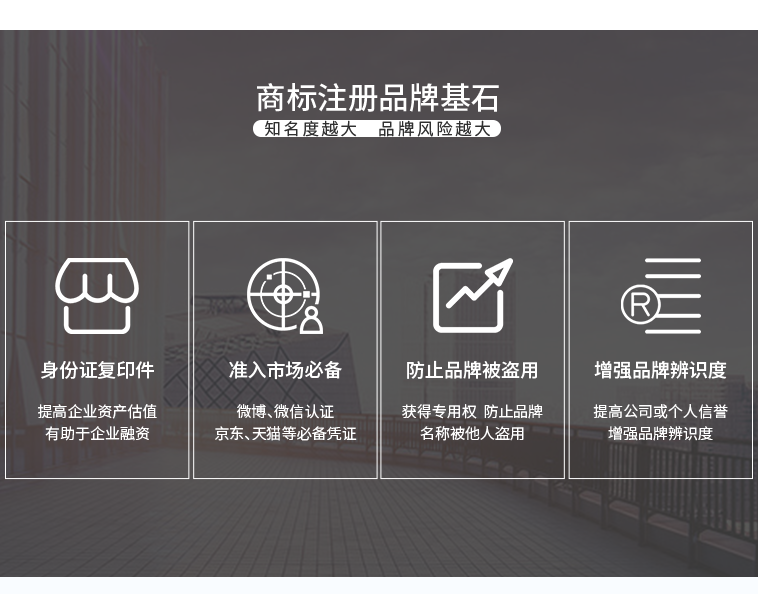 商标注册品牌基石
知名度越大 品牌风险越大
身份证复印件
提高企业资产估值
有助于企业融资
准入市场必备
微博、微信认证
京东、天猫等必备凭证
防止品牌被盗用
获得专用权 防止品牌
名称被他人盗用
R
增强品牌辨识度
提高公司或个人信誉
增强品牌辨识度